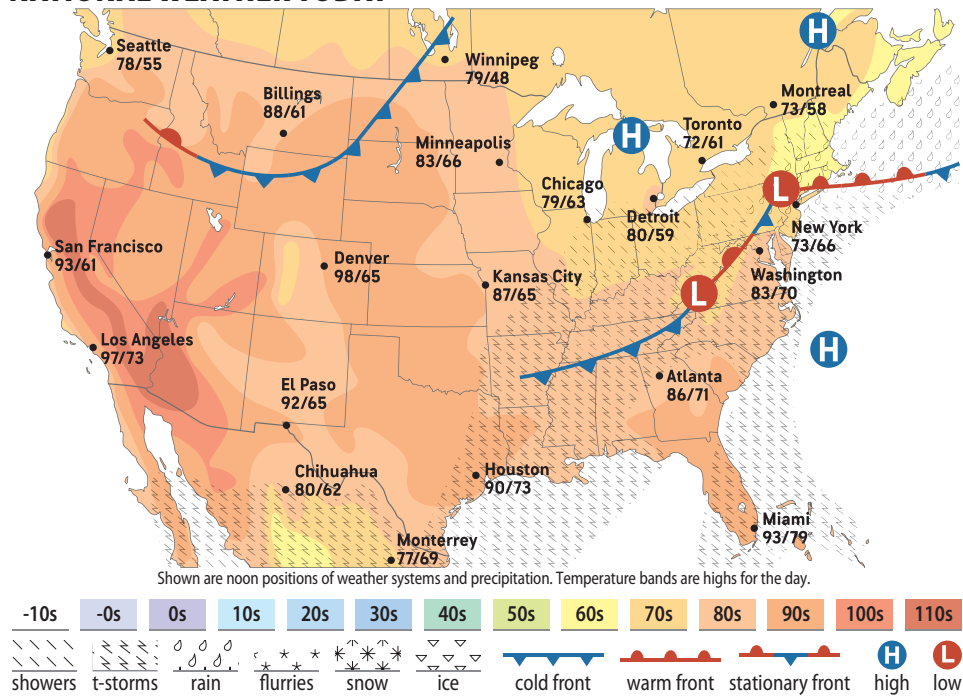 NATIONAL WEATHER TODAY
Seattle
78/55
Winnipeg
79/48
H
Billings
88/61
Montreal
73/58
Minneapolis
83/66
H
Toronto
72/61
Chicago
79/63
Detroit
80/59
L
New York
73/66
San Francisco
93/61
Denver
98/65
Kansas City
87/65
L
Washington
83/70
Los Angeles
97/73
H
El Paso
92/65
Atlanta
86/71
Chihuahua
80/62
Houston
90/73
Miami
93/79
Monterrey
77/69
Shown are noon positions of weather systems and precipitation. Temperature bands are highs for the day.
-10s -0s 0s 10s 20s 30s 40s 50s 60s 70s 80s 90s 100s 110s
H L
showers t-storms rain flurries snow ice cold front warm front stationary front high low